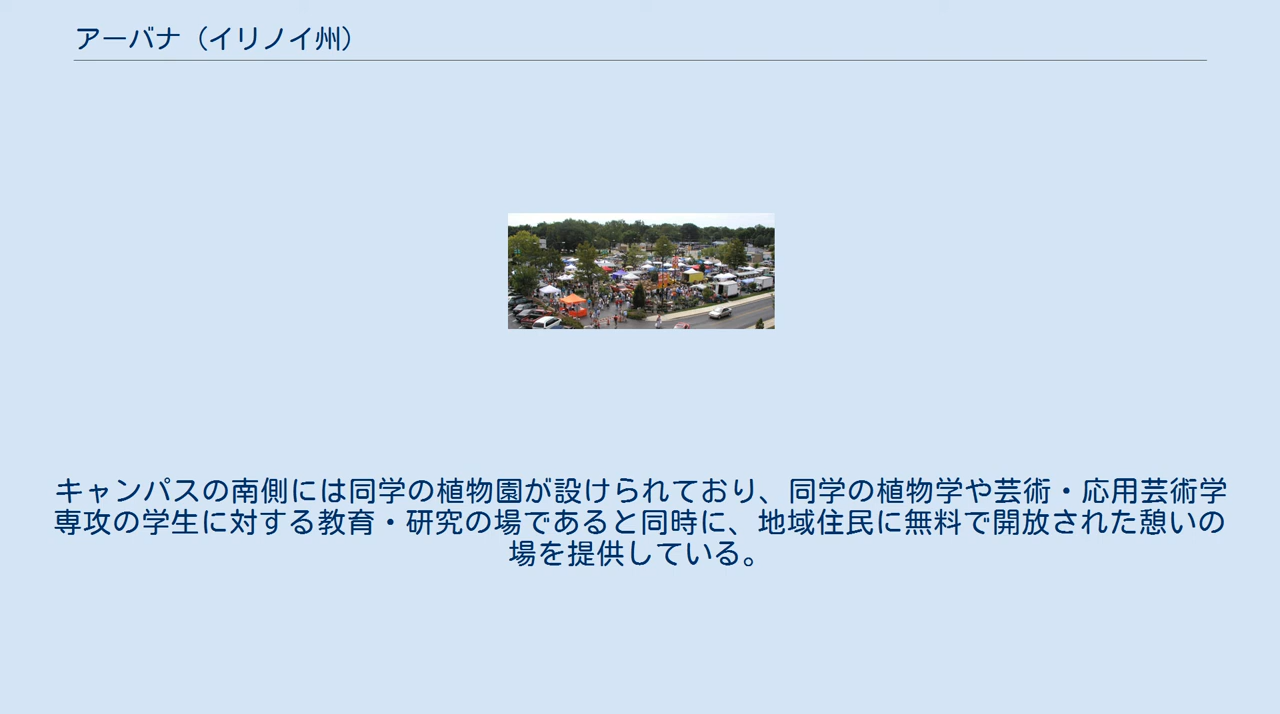 アーバナ（イリノイ州）
キャンパスの南側には同学の植物園が設けられており、同学の植物学や芸術・応用芸術学
専攻の学生に対する教育・研究の場であると同時に、地域住民に無料で開放された憩いの
場を提供している。